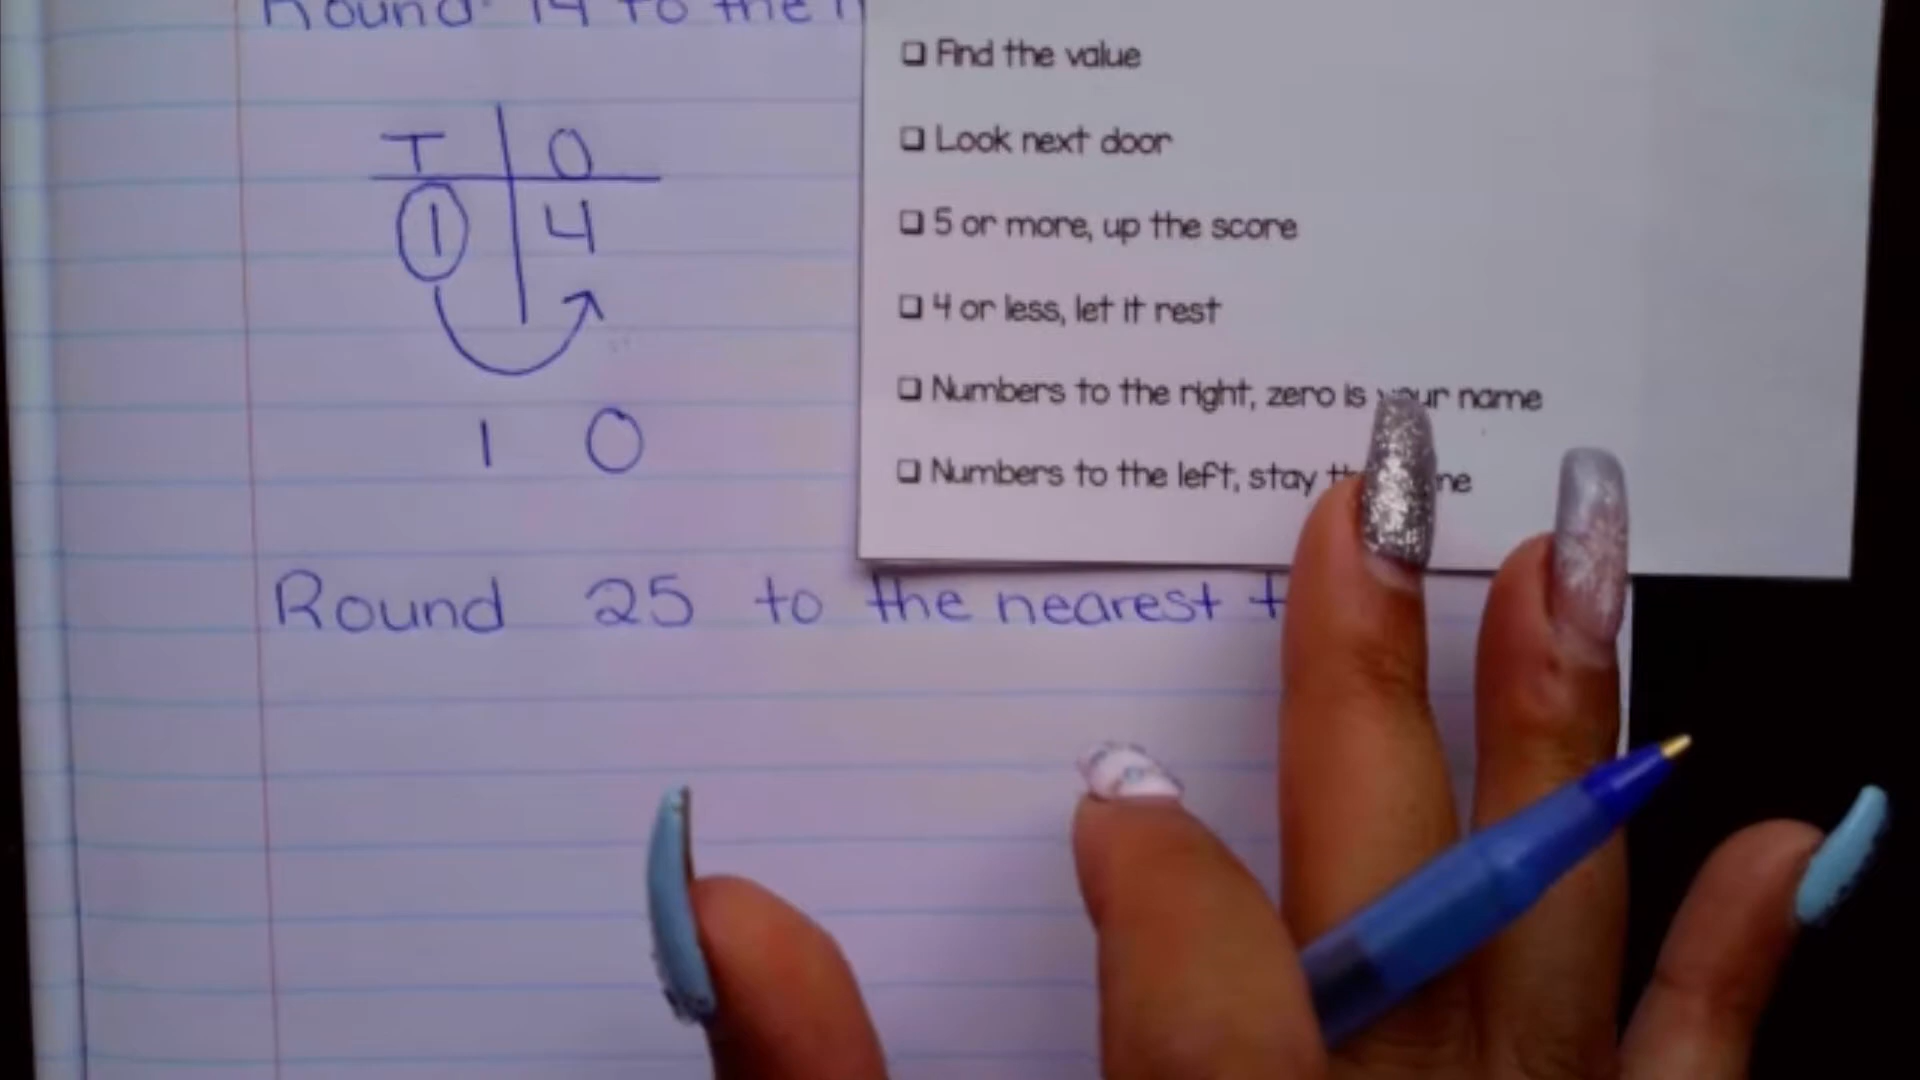 Round 14 to the
Find the value
Look next door
5 or more, up the score
4 or less, let it rest
Numbers to the right, zero is your name
Numbers to the left, stay
T O
1 4
1 0
Round 25 to the nearest